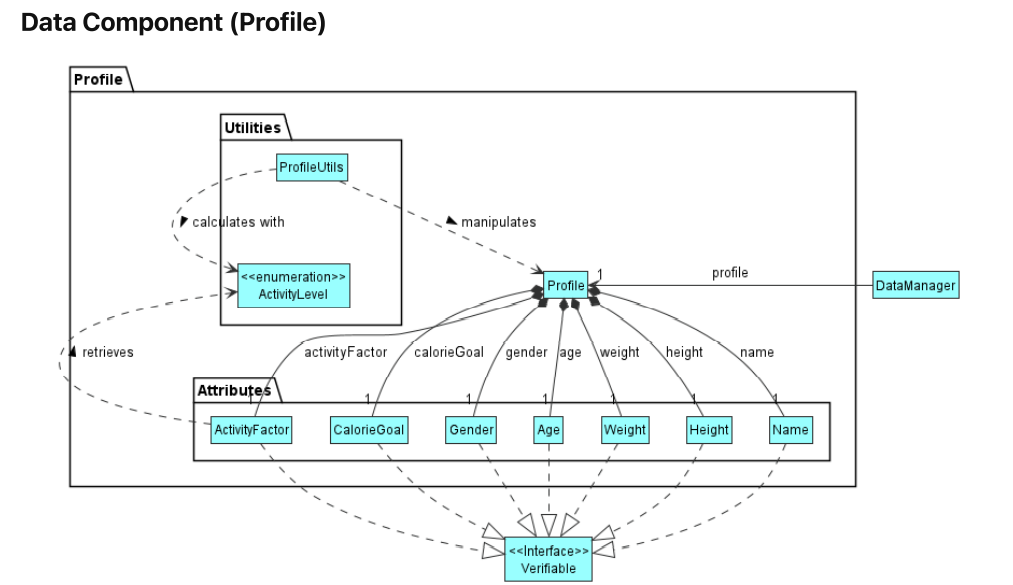 Data Component (Profile)
Profile
Utilities
ProfileUtils
calculates with
manipulates
<<enumeration>>
ActivityLevel
1
profile
Profile
DataManager
retrieves
activityFactor
calorieGoal
gender
age
weight
height
name
Attributes
1
1
1
1
1
1
1
ActivityFactor
CalorieGoal
Gender
Age
Weight
Height
Name
<<Interface>>
Verifiable